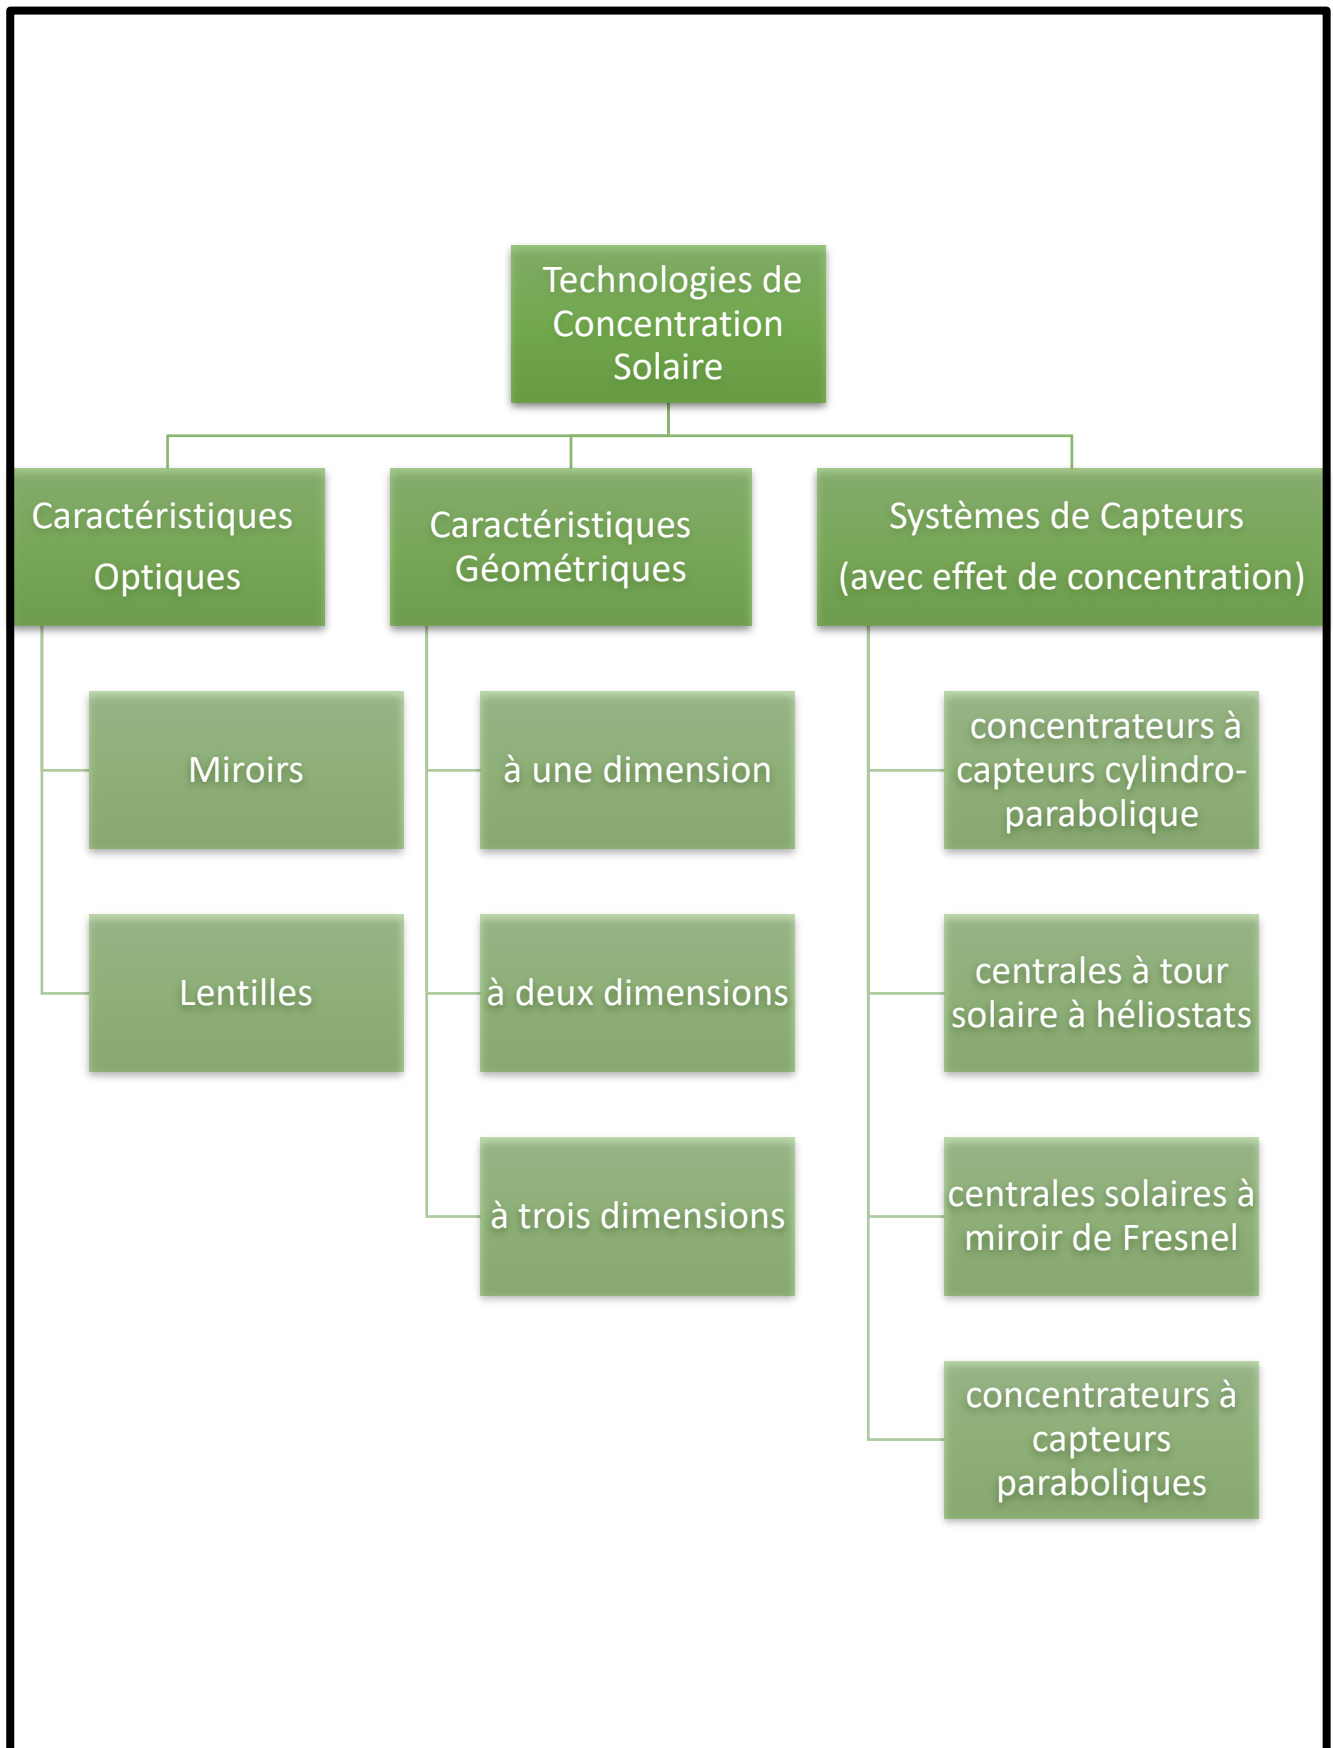 Technologies de
Concentration
Solaire
Caractéristiques
Optiques
Miroirs
Lentilles
Caractéristiques
Géométriques
à une dimension
à deux dimensions
à trois dimensions
Systèmes de Capteurs
(avec effet de concentration)
concentrateurs à
capteurs cylindro-
parabolique
centrales à tour
solaire à héliostats
centrales solaires à
miroir de Fresnel
concentrateurs à
capteurs
paraboliques